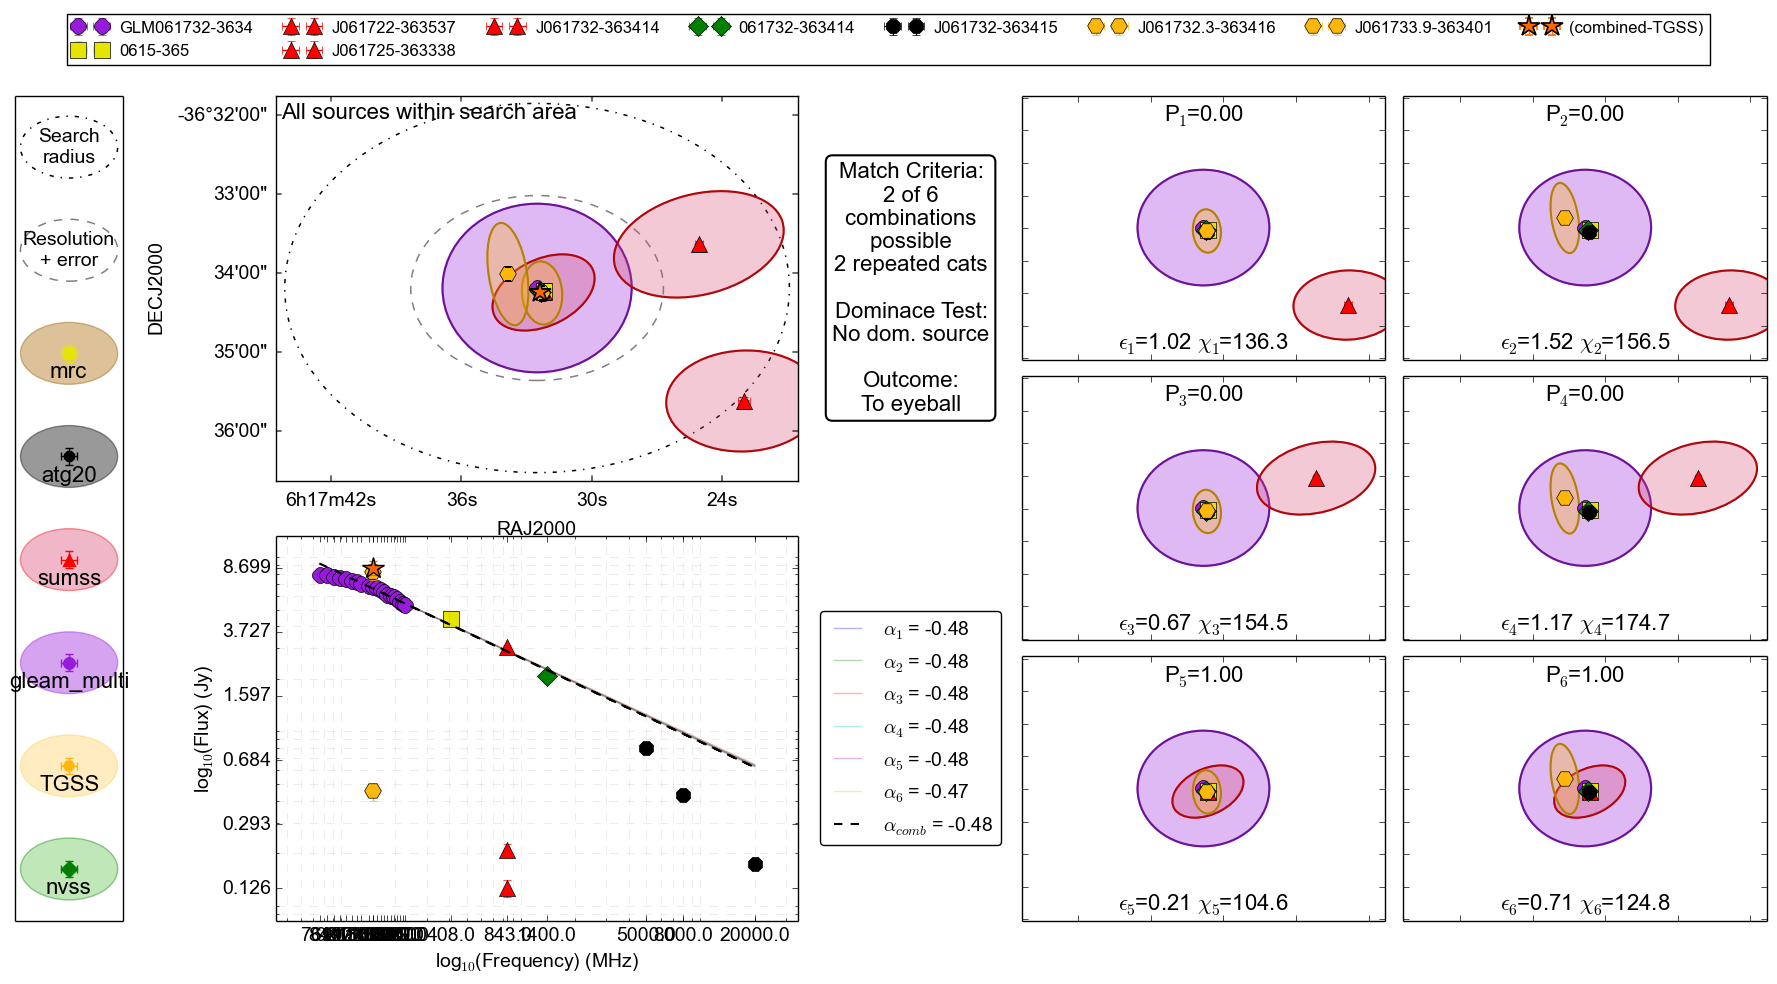 GLM061732-3634
J061722-363537
J061732-363414
061732-363414
J061732-363415
J061732.3-363416
J061733.9-363401
(combined-TGSS)
0615-365
J061725-363338
Search
radius
Resolution
+ error
mrc
atg20
sumss
gleam_multi
TGSS
nvss
All sources within search area
DECJ2000
-36°32'00"
33'00"
34'00"
35'00"
36'00"
6h17m42s
36s
30s
24s
RAJ2000
Match Criteria:
2 of 6
combinations
possible
2 repeated cats
Dominace Test:
No dom. source
Outcome:
To eyeball
log10(Flux) (Jy)
8.699
3.727
1.597
0.684
0.293
0.126
408.0
843.0
1400.0
5000.0
8000.0
20000.0
log10(Frequency) (MHz)
α1 = -0.48
α2 = -0.48
α3 = -0.48
α4 = -0.48
α5 = -0.48
α6 = -0.47
αcomb = -0.48
P1=0.00
ϵ1=1.02 χ1=136.3
P2=0.00
ϵ2=1.52 χ2=156.5
P3=0.00
ϵ3=0.67 χ3=154.5
P4=0.00
ϵ4=1.17 χ4=174.7
P5=1.00
ϵ5=0.21 χ5=104.6
P6=1.00
ϵ6=0.71 χ6=124.8